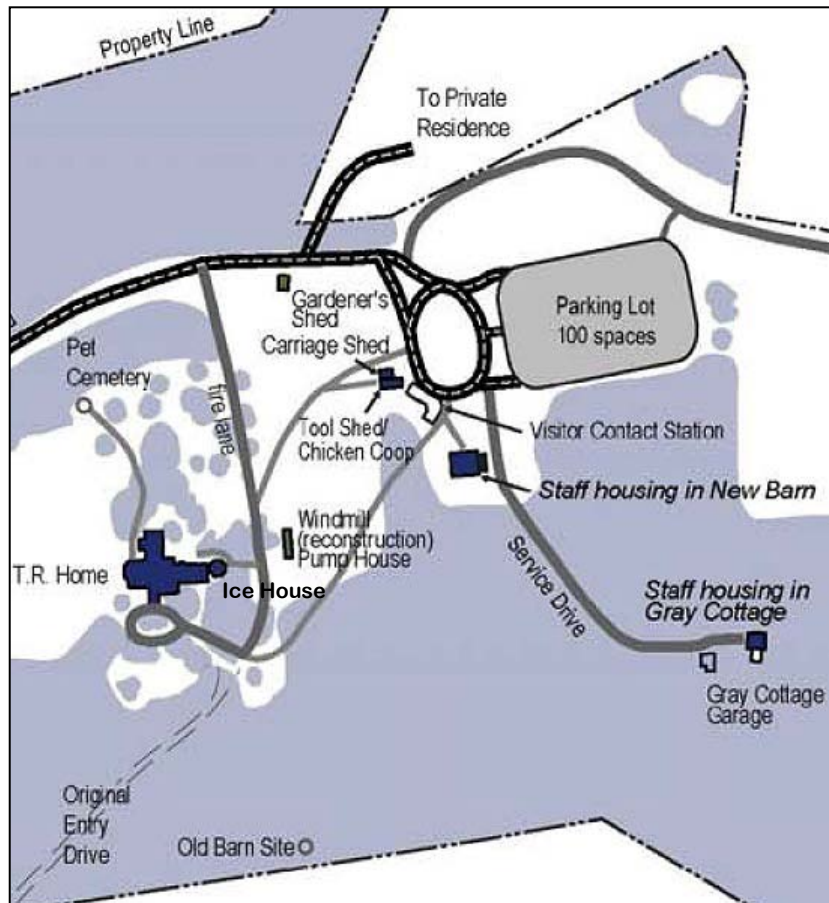 Property Line
To Private
Residence
Parking Lot
100 spaces
Gardener's
Shed
Carriage Shed
Pet
Cemetery
fire lane
Tool Shed/
Chicken Coop
Visitor Contact Station
Staff housing in New Barn
Windmill
(reconstruction)
Pump House
T.R. Home
Ice House
Service Drive
Staff housing in
Gray Cottage
Gray Cottage
Garage
Original
Entry
Drive
Old Barn Site